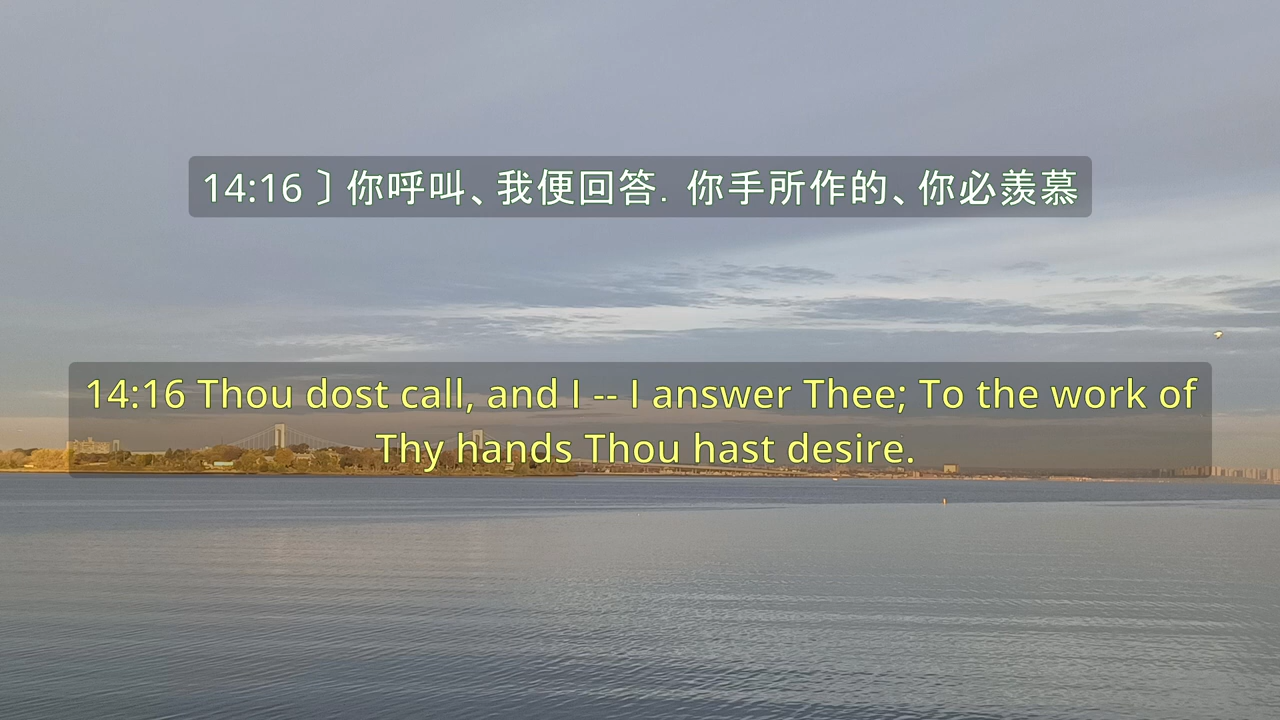 14:16 〕你呼叫、我便回答. 你手所作的、你必羨慕
14:16 Thou dost call, and I -- I answer Thee; To the work of
Thy hands Thou hast desire.